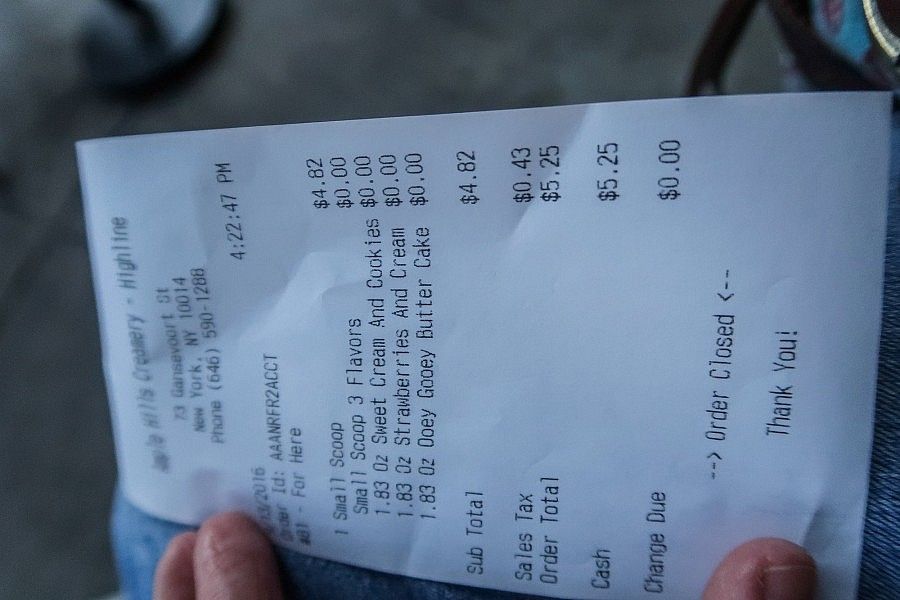 Hills Creamery - Highline
73 Gansevoort St
New York, NY 10014
Phone (646) 590-1288
/2016 4:22:47 PM
Order Id: AAANRFR2ACCT
401 - For Here
1 Small Scoop $4.82
Small Scoop 3 Flavors $0.00
1.83 Oz Sweet Cream And Cookies $0.00
1.83 Oz Strawberries And Cream $0.00
1.83 Oz Ooey Gooey Butter Cake $0.00
Sub Total $4.82
Sales Tax $0.43
Order Total $5.25
Cash $5.25
Change Due $0.00
--> Order Closed <--
Thank You!